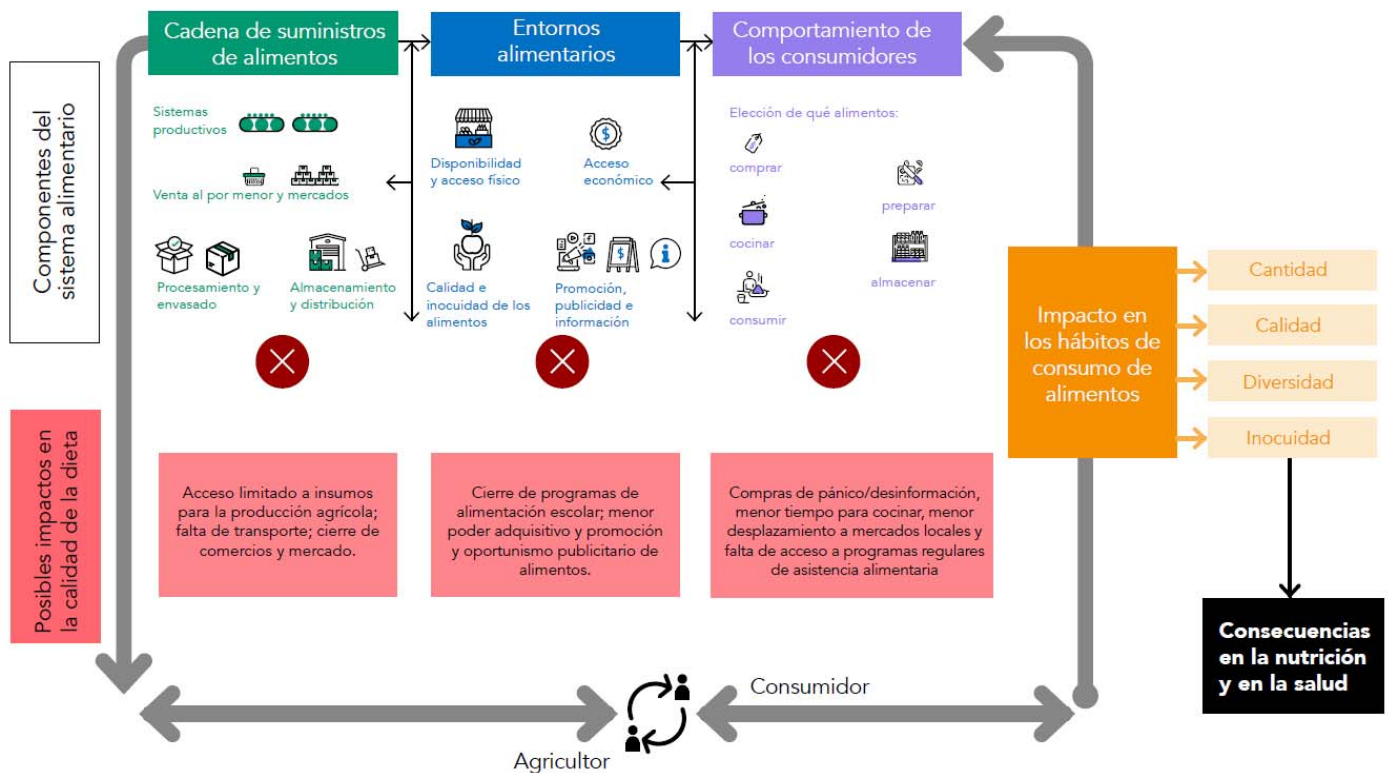 Cadena de suministros
de alimentos
Entornos
alimentarios
Comportamiento de
los consumidores
Componentes del
sistema alimentario
Sistemas
productivos
Venta al por menor y mercados
Procesamiento y
envasado
Almacenamiento
y distribución
Disponibilidad
y acceso físico
$
Acceso
económico
Calidad e
inocuidad de los
alimentos
$
i
Promoción,
publicidad e
información
Elección de qué alimentos:
comprar
preparar
cocinar
almacenar
consumir
Impacto en
los hábitos de
consumo de
alimentos
Cantidad
Calidad
Diversidad
Inocuidad
Posibles impactos en
la calidad de la dieta
Acceso limitado a insumos
para la producción agrícola;
falta de transporte; cierre de
comercios y mercado.
Cierre de programas de
alimentación escolar; menor
poder adquisitivo y promoción
y oportunismo publicitario de
alimentos.
Compras de pánico/desinformación,
menor tiempo para cocinar, menor
desplazamiento a mercados locales y
falta de acceso a programas regulares
de asistencia alimentaria
Consecuencias
en la nutrición
y en la salud
Consumidor
Agricultor